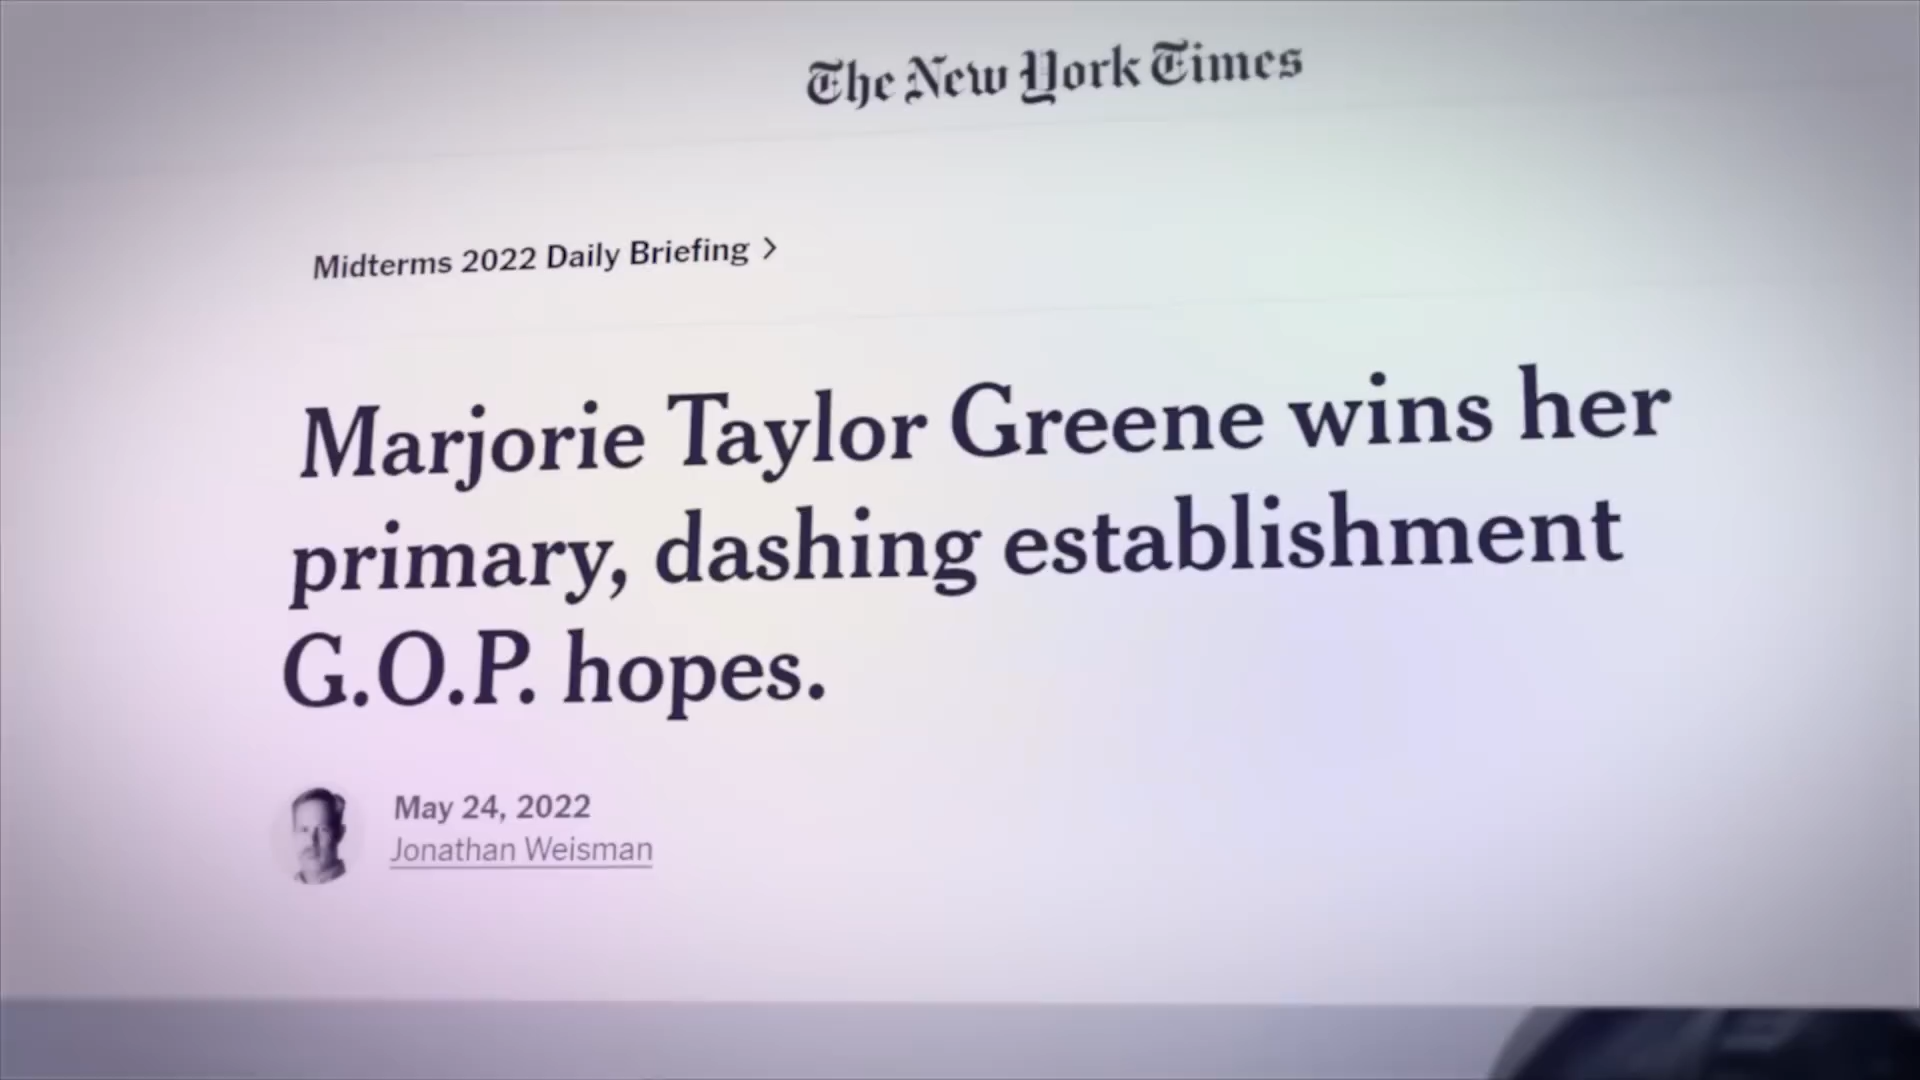 The New York Times
Midterms 2022 Daily Briefing >
Marjorie Taylor Greene wins her
primary, dashing establishment
G.O.P. hopes.
May 24, 2022
Jonathan Weisman